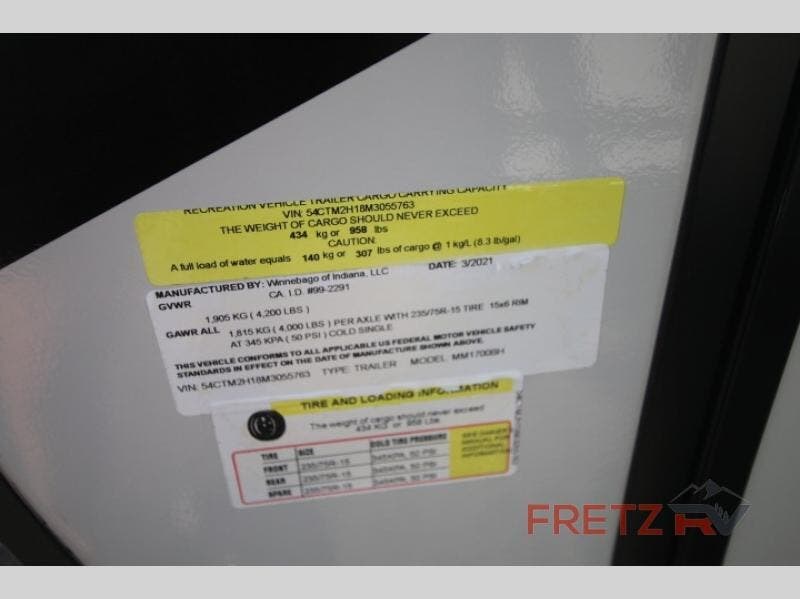 RECREATION VEHICLE TRAILER CARGO CARRYING CAPACITY
VIN: 54CTM2H18M3055763
THE WEIGHT OF CARGO SHOULD NEVER EXCEED
434 kg or 958 lbs
CAUTION:
A full load of water equals 140 kg or 307 lbs of cargo @ 1 kg/L (8.3 lb/gal)
MANUFACTURED BY: Winnebago of Indiana, LLC DATE: 3/2021
CA. I.D. #99-2291
GVWR
1,905 KG ( 4,200 LBS )
GAWR ALL 1,815 KG ( 4,000 LBS ) PER AXLE WITH 235/75R-15 TIRE 15x6 RIM
AT 345 KPA ( 50 PSI ) COLD SINGLE
THIS VEHICLE CONFORMS TO ALL APPLICABLE US FEDERAL MOTOR VEHICLE SAFETY
STANDARDS IN EFFECT ON THE DATE OF MANUFACTURE SHOWN ABOVE.
VIN: 54CTM2H18M3055763 TYPE: TRAILER MODEL: MM1700BH
TIRE AND LOADING INFORMATION
The weight of cargo should never exceed
434 KG or 958 Lbs.
TIRE SIZE COLD TIRE PRESSURE
FRONT 235/75R-15 345KPA, 50 PSI
REAR 235/75R-15 345KPA, 50 PSI
SPARE 235/75R-15 345KPA, 50 PSI
SEE OWNERS
MANUAL FOR
ADDITIONAL
INFORMATION
FRETZ RV